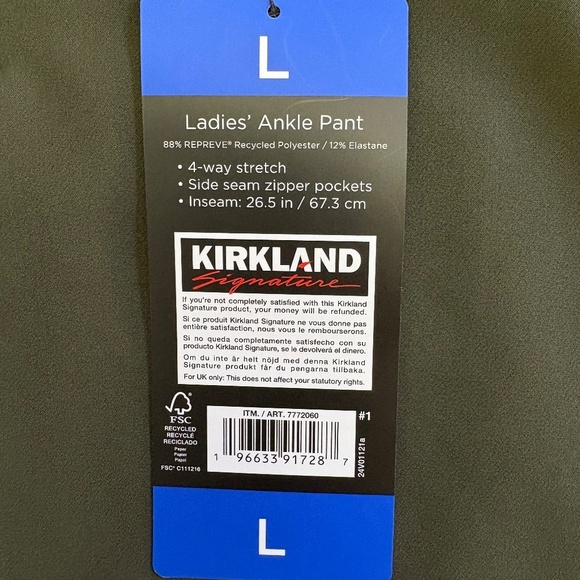 L
Ladies' Ankle Pant
88% REPREVE® Recycled Polyester / 12% Elastane
• 4-way stretch
• Side seam zipper pockets
• Inseam: 26.5 in / 67.3 cm
KIRKLAND
Signature
If you're not completely satisfied with this Kirkland
Signature product, your money will be refunded.
Si ce produit Kirkland Signature ne vous donne pas
entière satisfaction, nous vous le rembourserons.
Si no queda completamente satisfecho con su
producto Kirkland Signature, se le devolverá el dinero.
Om du inte är helt nöjd med denna Kirkland
Signature produkt får du pengarna tillbaka.
For UK only: This does not affect your statutory rights.
FSC
RECYCLED
RECYCLÉ
RECICLADO
Paper
Papier
Papel
FSC® C111216
ITM. / ART. 7772060
1 96633 91728 7
#1
24V01121a
L